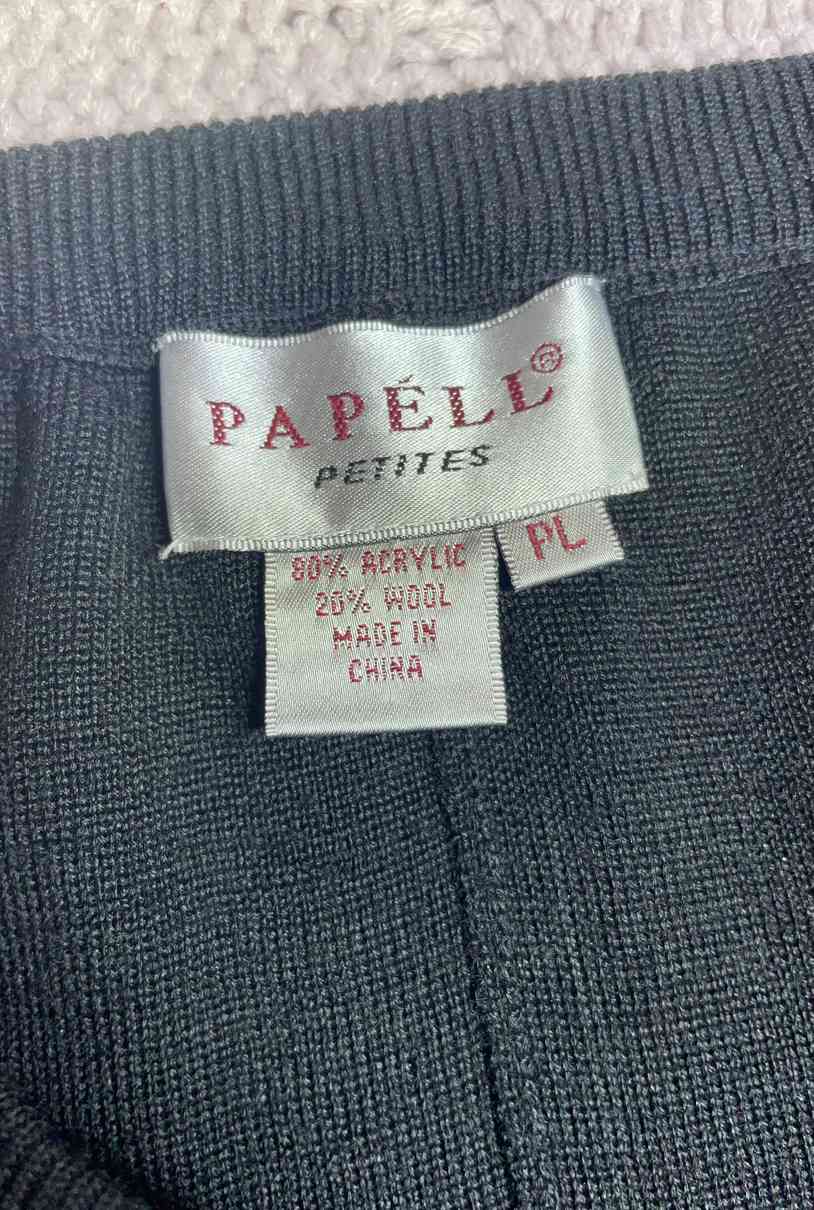 PAPÉLL®
PETITES
PL
80% ACRYLIC
20% WOOL
MADE IN
CHINA